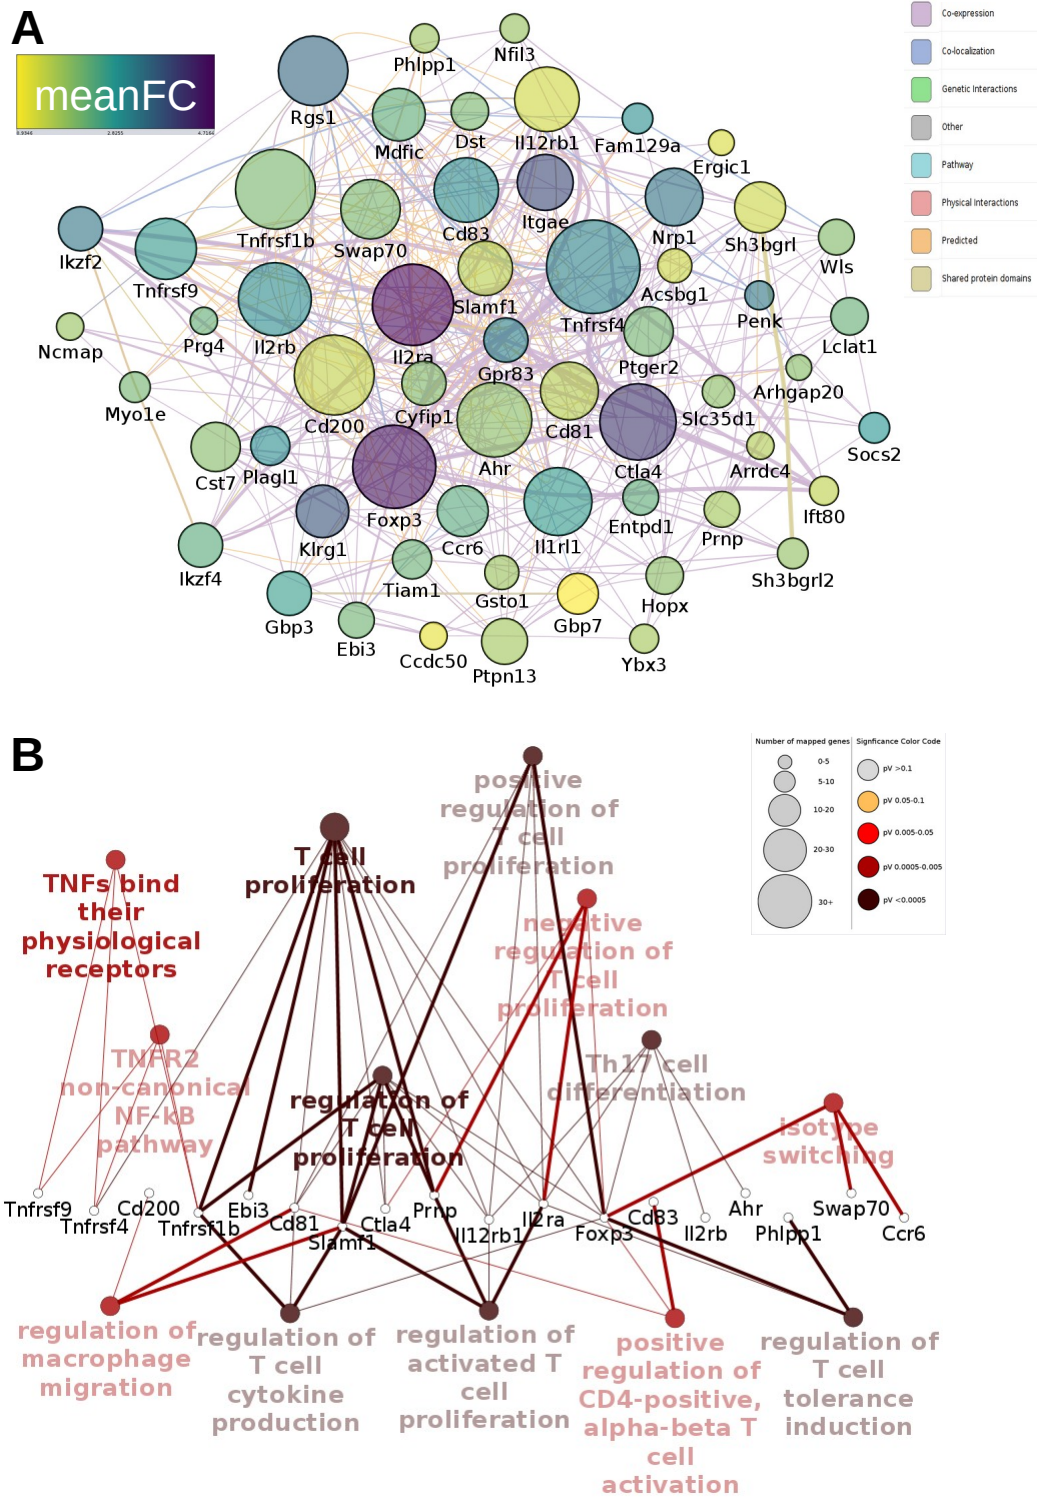 A
meanFC
0.9946 2.8255 4.7164
Co-expression
Co-localization
Genetic Interactions
Other
Pathway
Physical Interactions
Predicted
Shared protein domains
Phlpp1
Nfil3
Rgs1
Mdfic
Dst
Il12rb1
Fam129a
Ergic1
Ikzf2
Tnfrsf9
Tnfrsf1b
Swap70
Cd83
Itgae
Nrp1
Sh3bgrl
Wls
Slamf1
Acsbg1
Penk
Ncmap
Prg4
Il2rb
Il2ra
Gpr83
Tnfrsf4
Ptger2
Lclat1
Myo1e
Cd200
Cyfip1
Cd81
Slc35d1
Arhgap20
Cst7
Plagl1
Ahr
Ctla4
Arrdc4
Socs2
Klrg1
Foxp3
Ccr6
Il1rl1
Entpd1
Prnp
Ift80
Ikzf4
Tiam1
Gsto1
Hopx
Sh3bgrl2
Gbp3
Ebi3
Ccdc50
Ptpn13
Gbp7
Ybx3
B
Number of mapped genes
0-5
5-10
10-20
20-30
30+
Signficance Color Code
pV >0.1
pV 0.05-0.1
pV 0.005-0.05
pV 0.0005-0.005
pV <0.0005
positive
regulation of
T cell
proliferation
T cell
proliferation
TNFs bind
their
physiological
receptors
negative
regulation of
T cell
proliferation
TNFR2
non-canonical
NF-kB
pathway
Th17 cell
differentiation
regulation of
T cell
proliferation
isotype
switching
Tnfrsf9
Tnfrsf4
Cd200
Tnfrsf1b
Ebi3
Cd81
Slamf1
Ctla4
Prnp
Il12rb1
Il2ra
Foxp3
Cd83
Il2rb
Ahr
Phlpp1
Swap70
Ccr6
regulation of
macrophage
migration
regulation of
T cell
cytokine
production
regulation of
activated T
cell
proliferation
positive
regulation of
CD4-positive,
alpha-beta T
cell
activation
regulation of
T cell
tolerance
induction